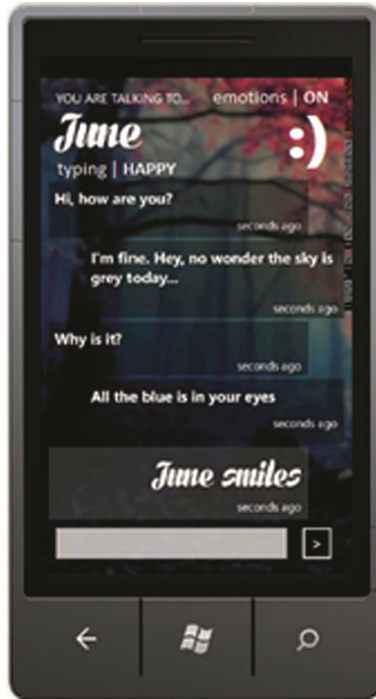 YOU ARE TALKING TO... emotions | ON
June :)
typing | HAPPY
Hi, how are you?
seconds ago
I'm fine. Hey, no wonder the sky is
grey today...
seconds ago
Why is it?
seconds ago
All the blue is in your eyes
seconds ago
June smiles
seconds ago
>